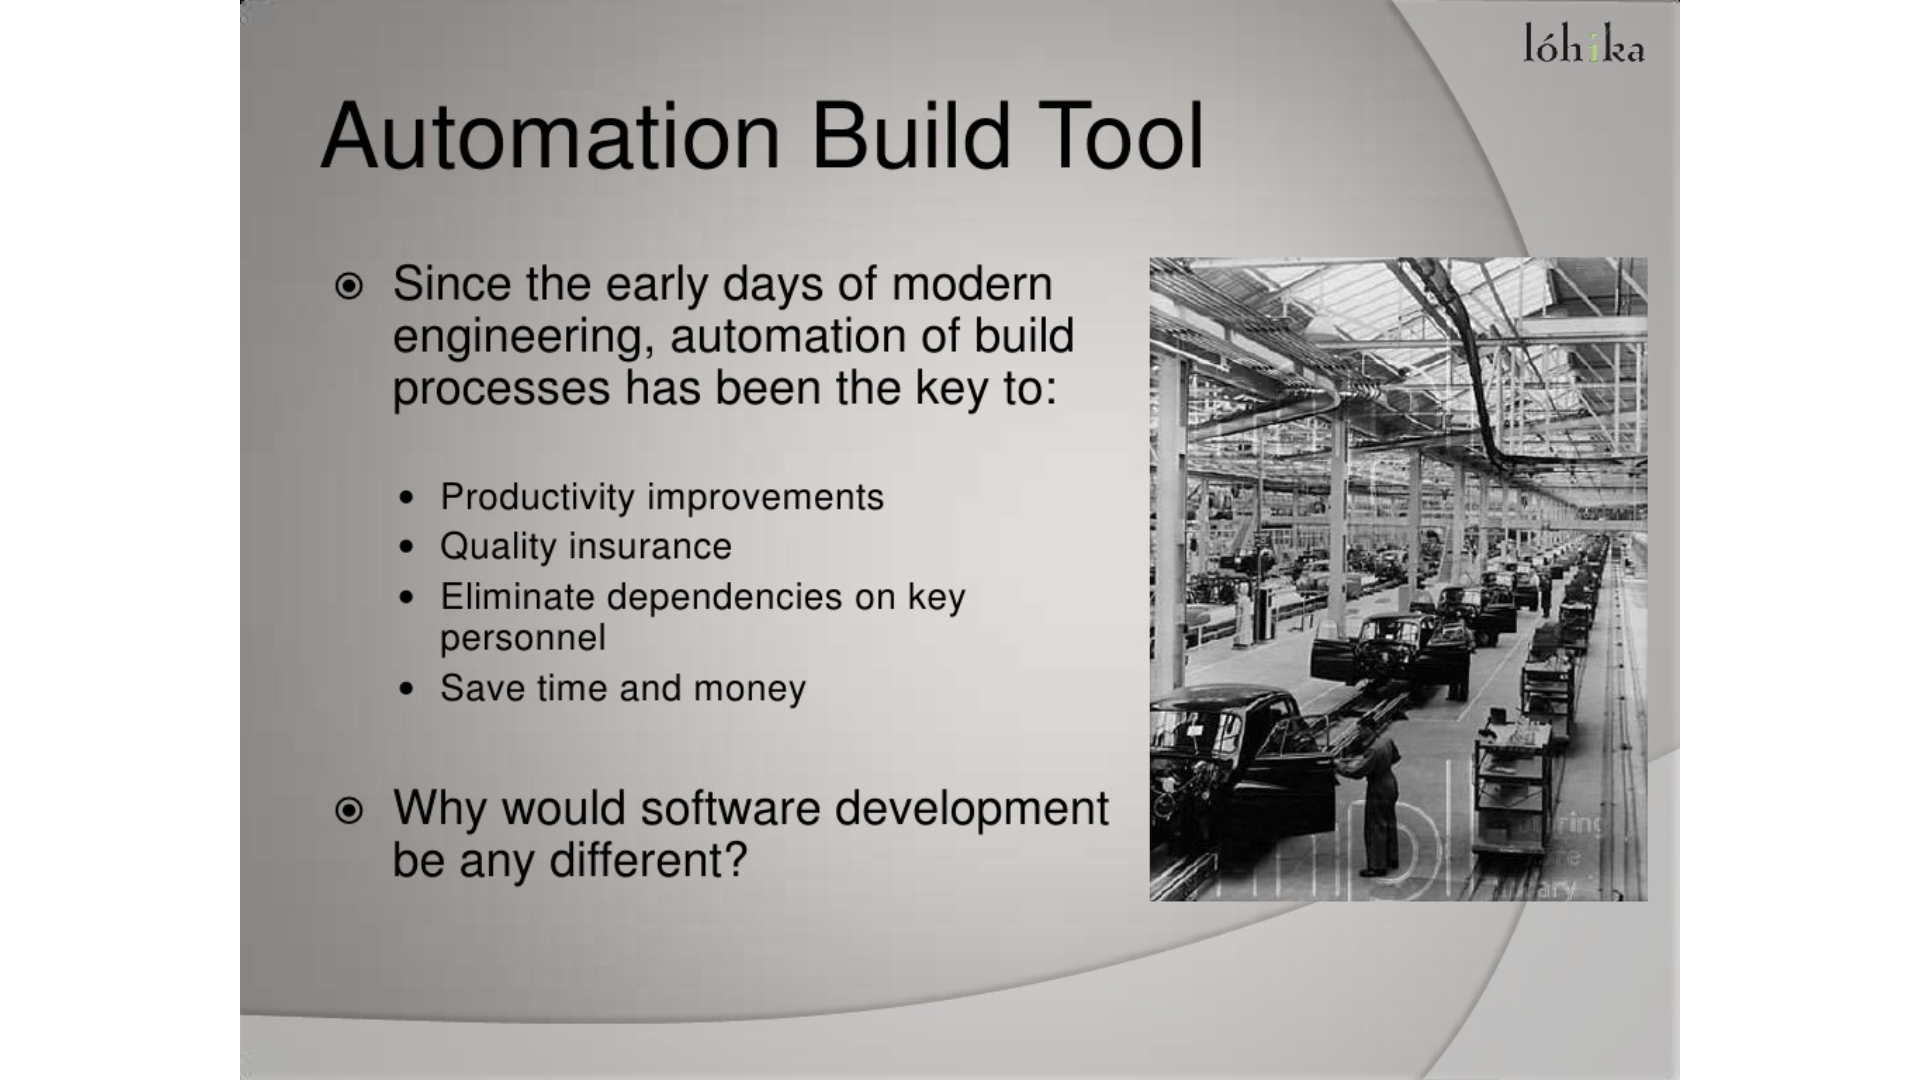 lóhika
Automation Build Tool
Since the early days of modern
engineering, automation of build
processes has been the key to:
Productivity improvements
Quality insurance
Eliminate dependencies on key
personnel
Save time and money
Why would software development
be any different?